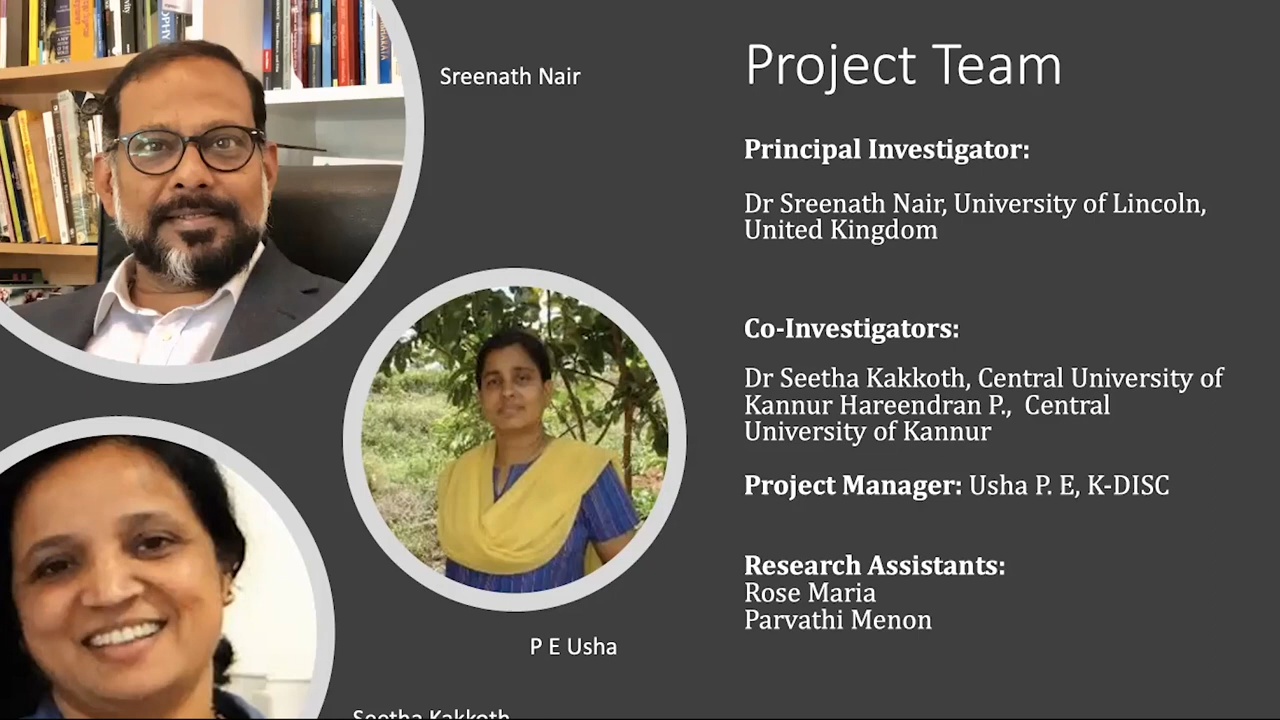 Sreenath Nair
P E Usha
Seetha Kakkoth
Project Team
Principal Investigator:
Dr Sreenath Nair, University of Lincoln,
United Kingdom
Co-Investigators:
Dr Seetha Kakkoth, Central University of
Kannur Hareendran P., Central
University of Kannur
Project Manager: Usha P. E, K-DISC
Research Assistants:
Rose Maria
Parvathi Menon